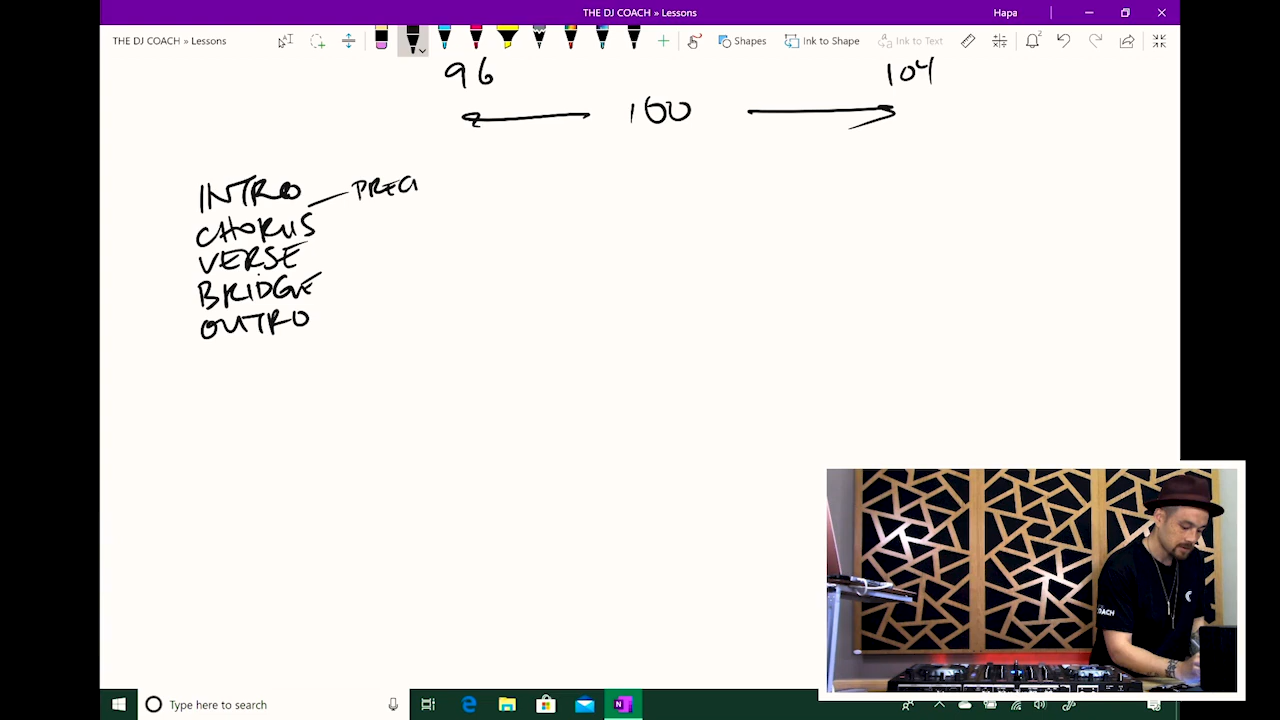 THE DJ COACH » Lessons
Hapa
THE DJ COACH » Lessons
Shapes
Ink to Shape
Ink to Text
96
104
100
INTRO
PREC
CHORUS
VERSE
BRIDGE
OUTRO
COACH
Type here to search